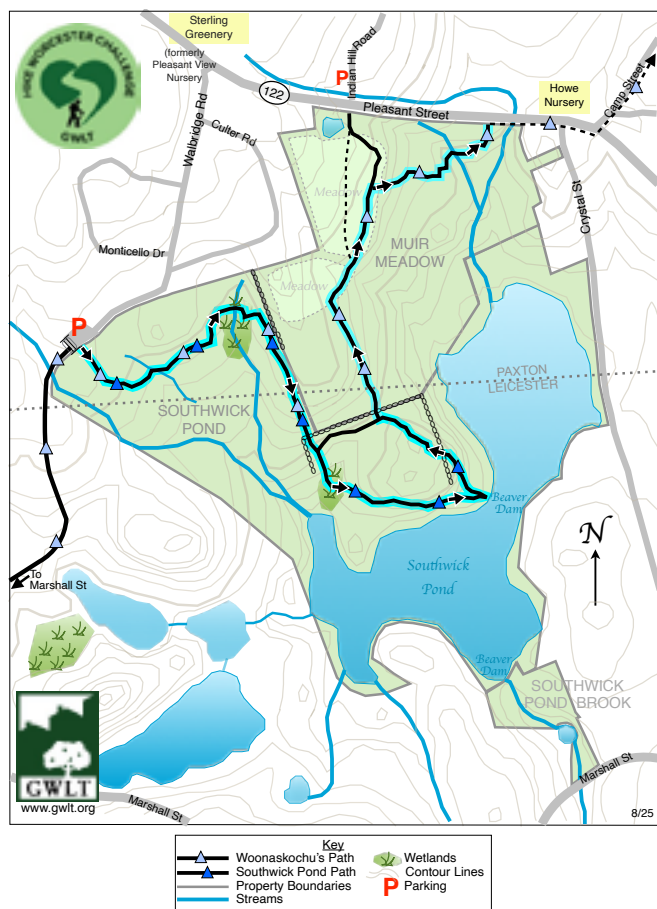 Sterling
Greenery
(formerly
Pleasant View
Nursery)
HIKE WORCESTER CHALLENGE
GWLT
Walbridge Rd
Culter Rd
Monticello Dr
122
P
Indian Hill Road
Pleasant Street
Howe
Nursery
Camp Street
Crystal St
Meadow
MUIR
MEADOW
Meadow
P
PAXTON
LEICESTER
SOUTHWICK
POND
Beaver
Dam
N
To
Marshall St
Southwick
Pond
Beaver
Dam
SOUTHWICK
POND BROOK
GWLT
www.gwlt.org
Marshall St
Marshall St
8/25
Key
Woonaskochu's Path
Southwick Pond Path
Property Boundaries
Streams
Wetlands
Contour Lines
P Parking